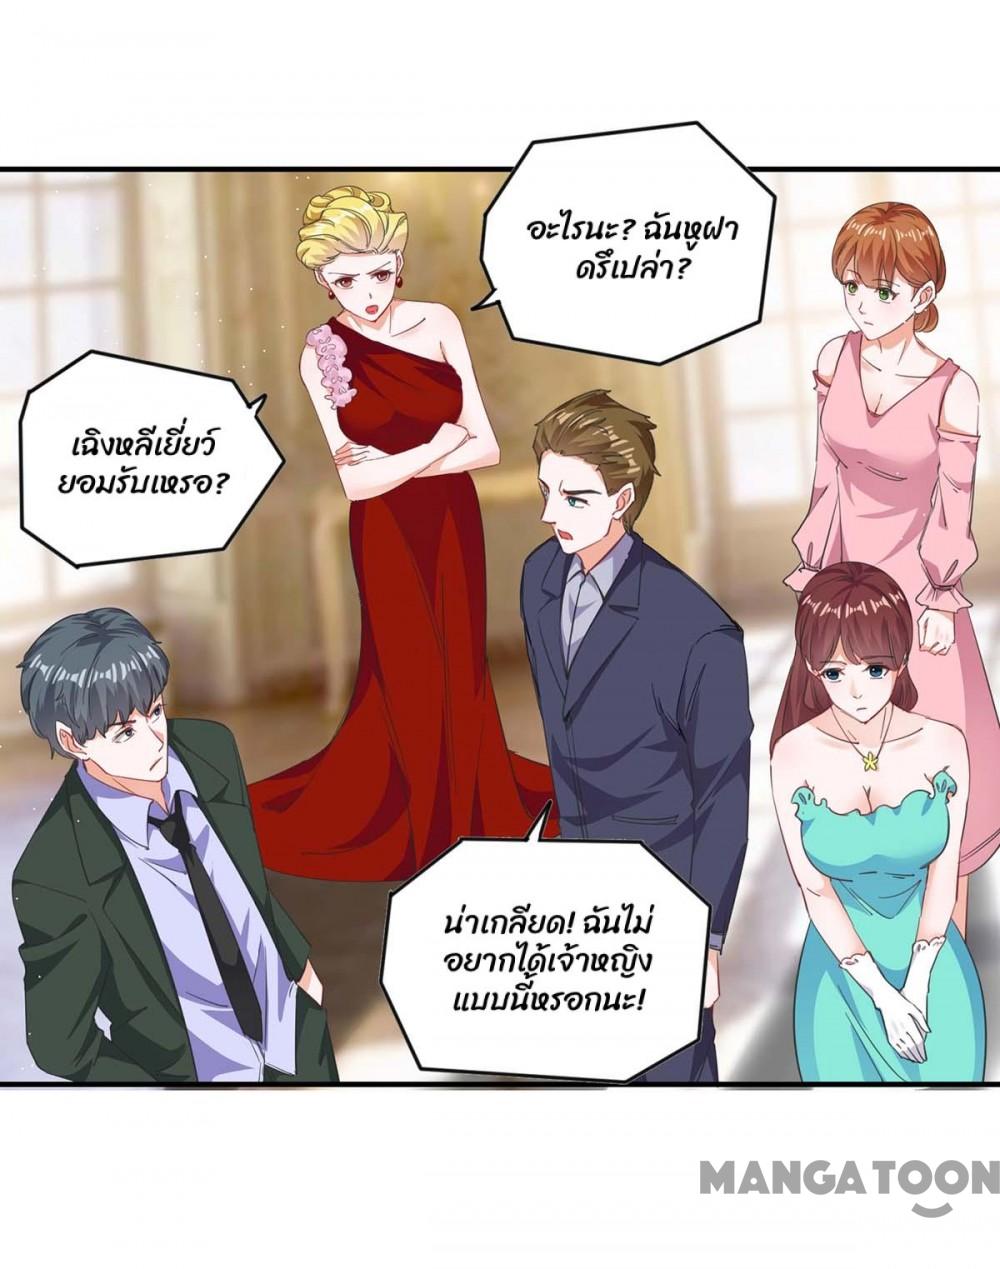 อะไรนะ? ฉันหูฝา
ดรึเปล่า?
เฉิงหลีเยี่ยว์
ยอมรับเหรอ?
น่าเกลียด! ฉันไม่
อยากได้เจ้าหญิง
แบบนี้หรอกนะ!
MANGATOON